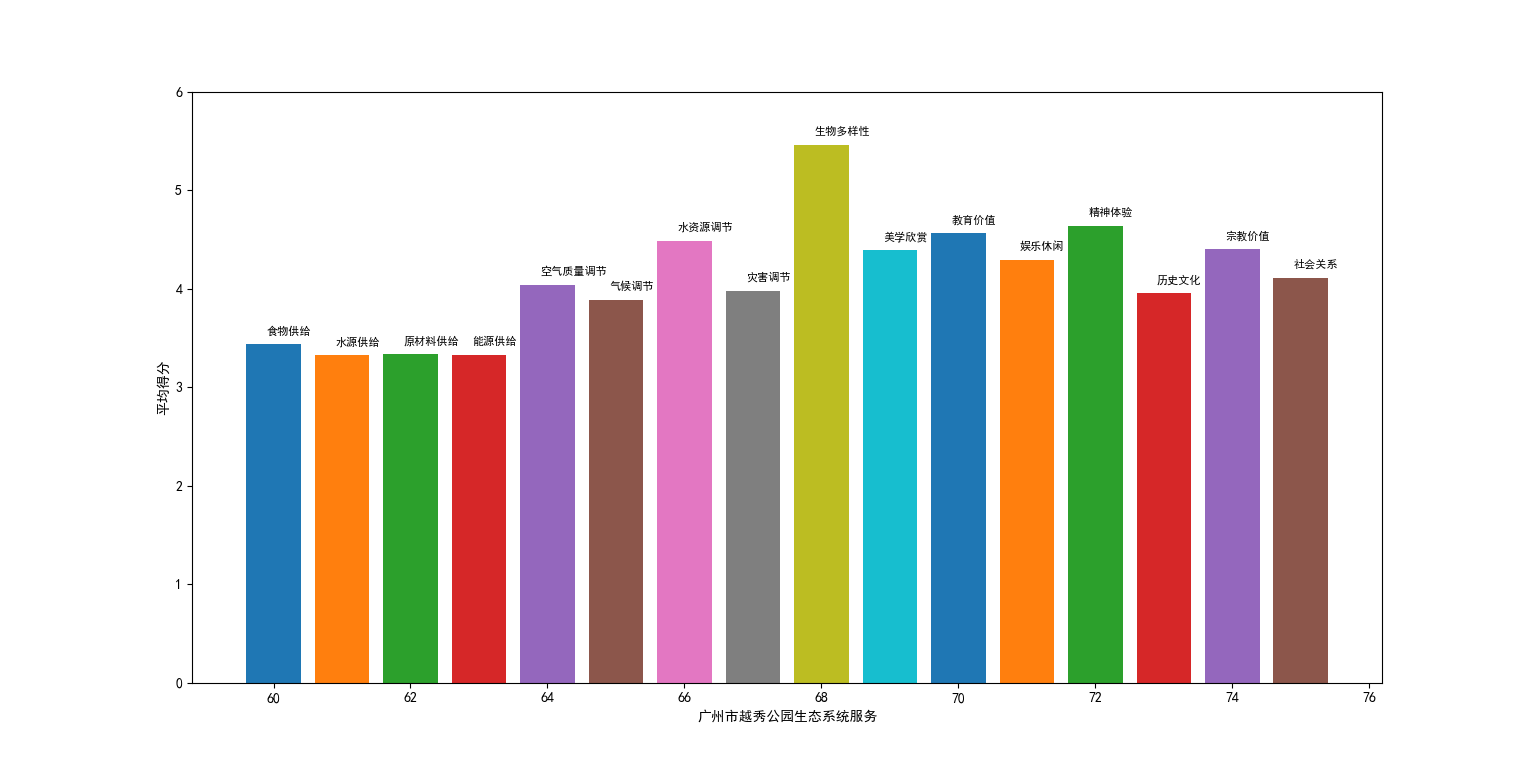 6
生物多样性
5
精神体验
教育价值
水资源调节
美学欣赏
宗教价值
娱乐休闲
社会关系
空气质量调节
灾害调节
历史文化
气候调节
4
食物供给
水源供给
原材料供给
能源供给
3
2
1
0
平均得分
60 62 64 66 68 70 72 74 76
广州市越秀公园生态系统服务